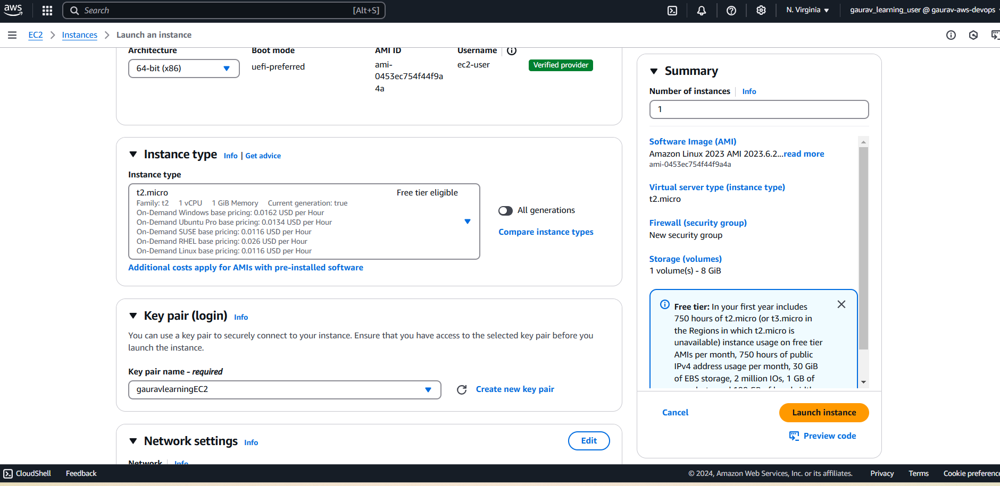 aws
Search
[Alt+S]
N. Virginia
gaurav_learning_user @ gaurav-aws-devops
EC2
Instances
Launch an instance
Architecture
64-bit (x86)
Boot mode
uefi-preferred
AMI ID
ami-
0453ec754f44f9a
4a
Username
ec2-user
Verified provider
Instance type
Info | Get advice
Instance type
t2.micro
Free tier eligible
Family: t2 1 vCPU 1 GiB Memory Current generation: true
On-Demand Windows base pricing: 0.0162 USD per Hour
On-Demand Ubuntu Pro base pricing: 0.0134 USD per Hour
On-Demand SUSE base pricing: 0.0116 USD per Hour
On-Demand RHEL base pricing: 0.026 USD per Hour
On-Demand Linux base pricing: 0.0116 USD per Hour
All generations
Compare instance types
Additional costs apply for AMIs with pre-installed software
Key pair (login)
Info
You can use a key pair to securely connect to your instance. Ensure that you have access to the selected key pair before you
launch the instance.
Key pair name - required
gauravlearningEC2
Create new key pair
Network settings
Info
Edit
Network
Info
Summary
Number of instances
Info
1
Software Image (AMI)
Amazon Linux 2023 AMI 2023.6.2...read more
ami-0453ec754f44f9a4a
Virtual server type (instance type)
t2.micro
Firewall (security group)
New security group
Storage (volumes)
1 volume(s) - 8 GiB
Free tier: In your first year includes
750 hours of t2.micro (or t3.micro in
the Regions in which t2.micro is
unavailable) instance usage on free tier
AMIs per month, 750 hours of public
IPv4 address usage per month, 30 GiB
of EBS storage, 2 million IOs, 1 GB of
Cancel
Launch instance
Preview code
CloudShell
Feedback
© 2024, Amazon Web Services, Inc. or its affiliates.
Privacy
Terms
Cookie preference